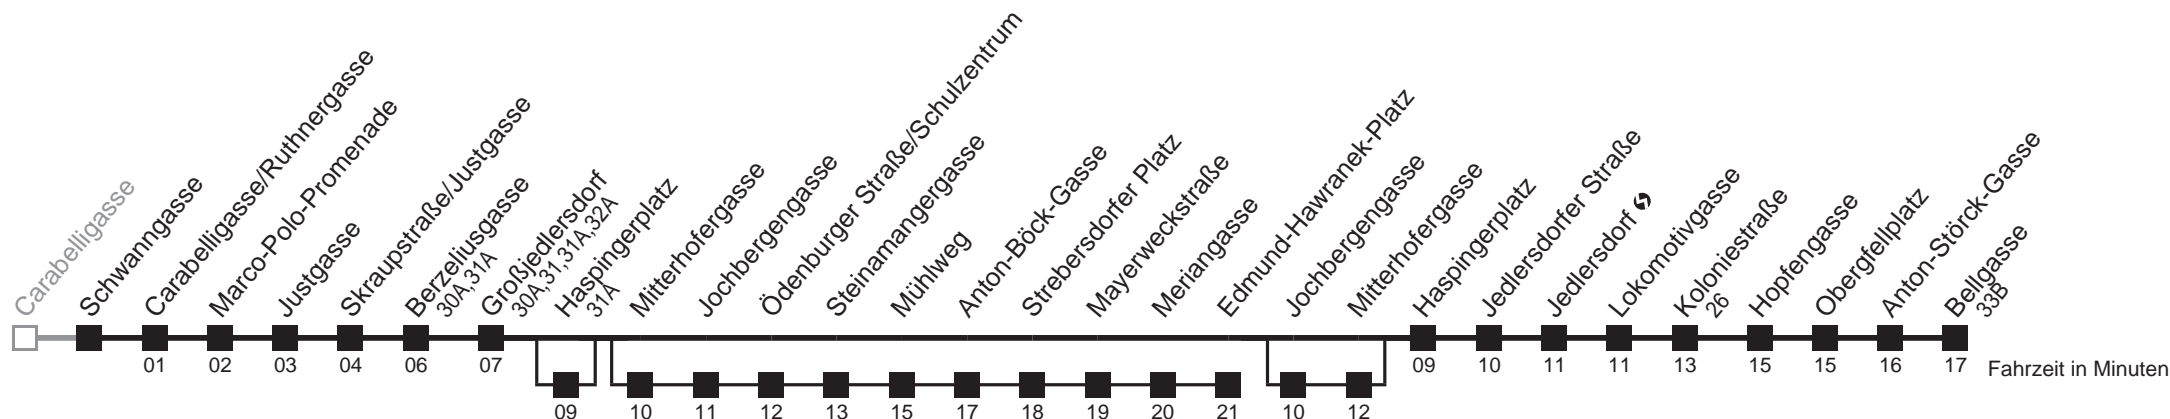 Carabelligasse
Schwanngasse
Carabelligasse/Ruthnergasse
01
Marco-Polo-Promenade
02
Justgasse
03
Skraupstraße/Justgasse
04
Berzeliusgasse
30A,31A
06
Großjedlersdorf
30A,31,31A,32A
07
Haspingerplatz
31A
09
Mitterhofergasse
10
Jochbergengasse
11
Ödenburger Straße/Schulzentrum
12
Steinamangergasse
13
Mühlweg
15
Anton-Böck-Gasse
17
Strebersdorfer Platz
18
Mayerweckstraße
19
Meriangasse
20
Edmund-Hawranek-Platz
21
Jochbergengasse
10
Mitterhofergasse
12
Haspingerplatz
09
Jedlersdorfer Straße
10
Jedlersdorf
11
Lokomotivgasse
11
Koloniestraße
26
13
Hopfengasse
15
Obergfellplatz
15
Anton-Störck-Gasse
16
Bellgasse
33B
17
Fahrzeit in Minuten